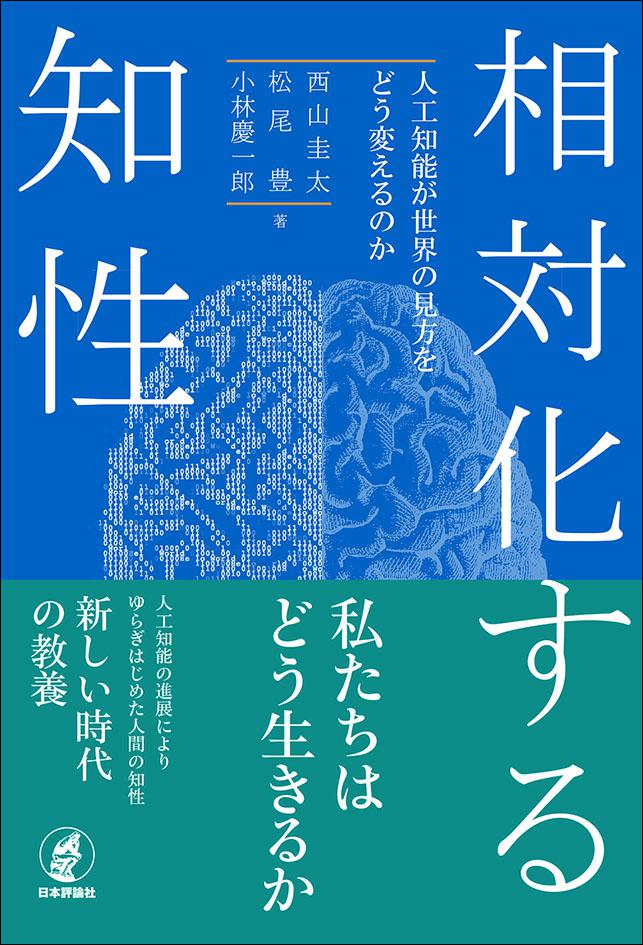 相対化する
知性
人工知能が世界の見方を
どう変えるのか
西山圭太
松尾豊
小林慶一郎
著
私たちは
どう生きるか
人工知能の進展により
ゆらぎはじめた人間の知性
新しい時代
の教養
日本評論社